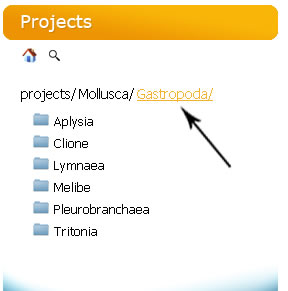 Projects
projects/Mollusca/Gastropoda/
Aplysia
Clione
Lymnaea
Melibe
Pleurobranchaea
Tritonia